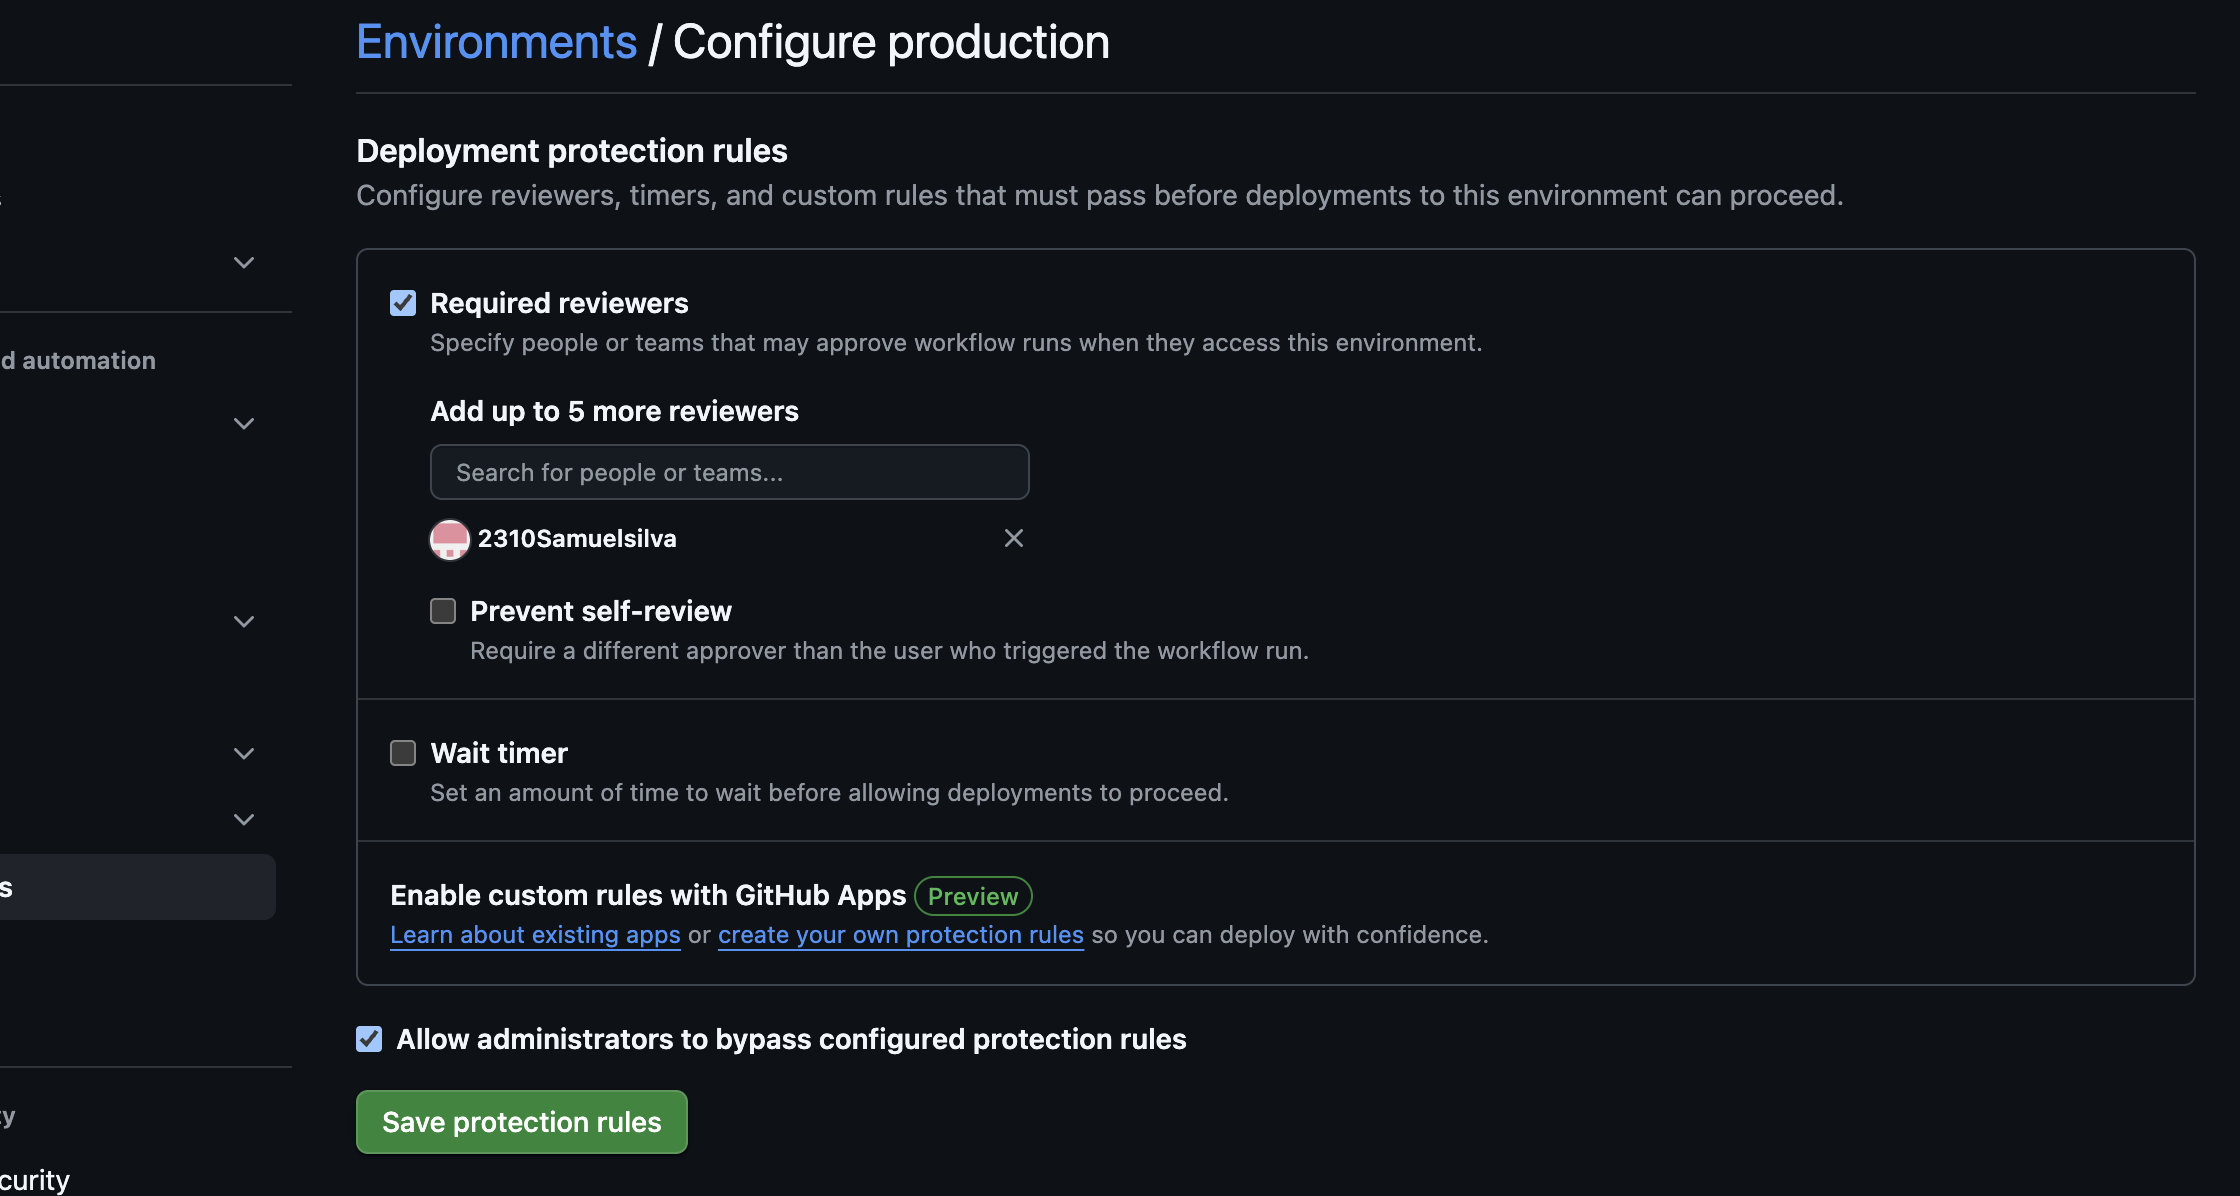 Environments / Configure production
Deployment protection rules
Configure reviewers, timers, and custom rules that must pass before deployments to this environment can proceed.
d automation
s
ty
curity
Required reviewers
Specify people or teams that may approve workflow runs when they access this environment.
Add up to 5 more reviewers
Search for people or teams...
2310Samuelsilva
Prevent self-review
Require a different approver than the user who triggered the workflow run.
Wait timer
Set an amount of time to wait before allowing deployments to proceed.
Enable custom rules with GitHub Apps Preview
Learn about existing apps or create your own protection rules so you can deploy with confidence.
Allow administrators to bypass configured protection rules
Save protection rules